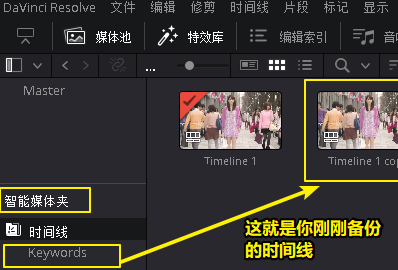 DaVinci Resolve 文件 编辑 修剪 时间线 片段 标记 显示
媒体池 特效库 编辑索引
...
Master
Timeline 1 Timeline 1
智能媒体夹
时间线
Keywords
这就是你刚刚备份
的时间线